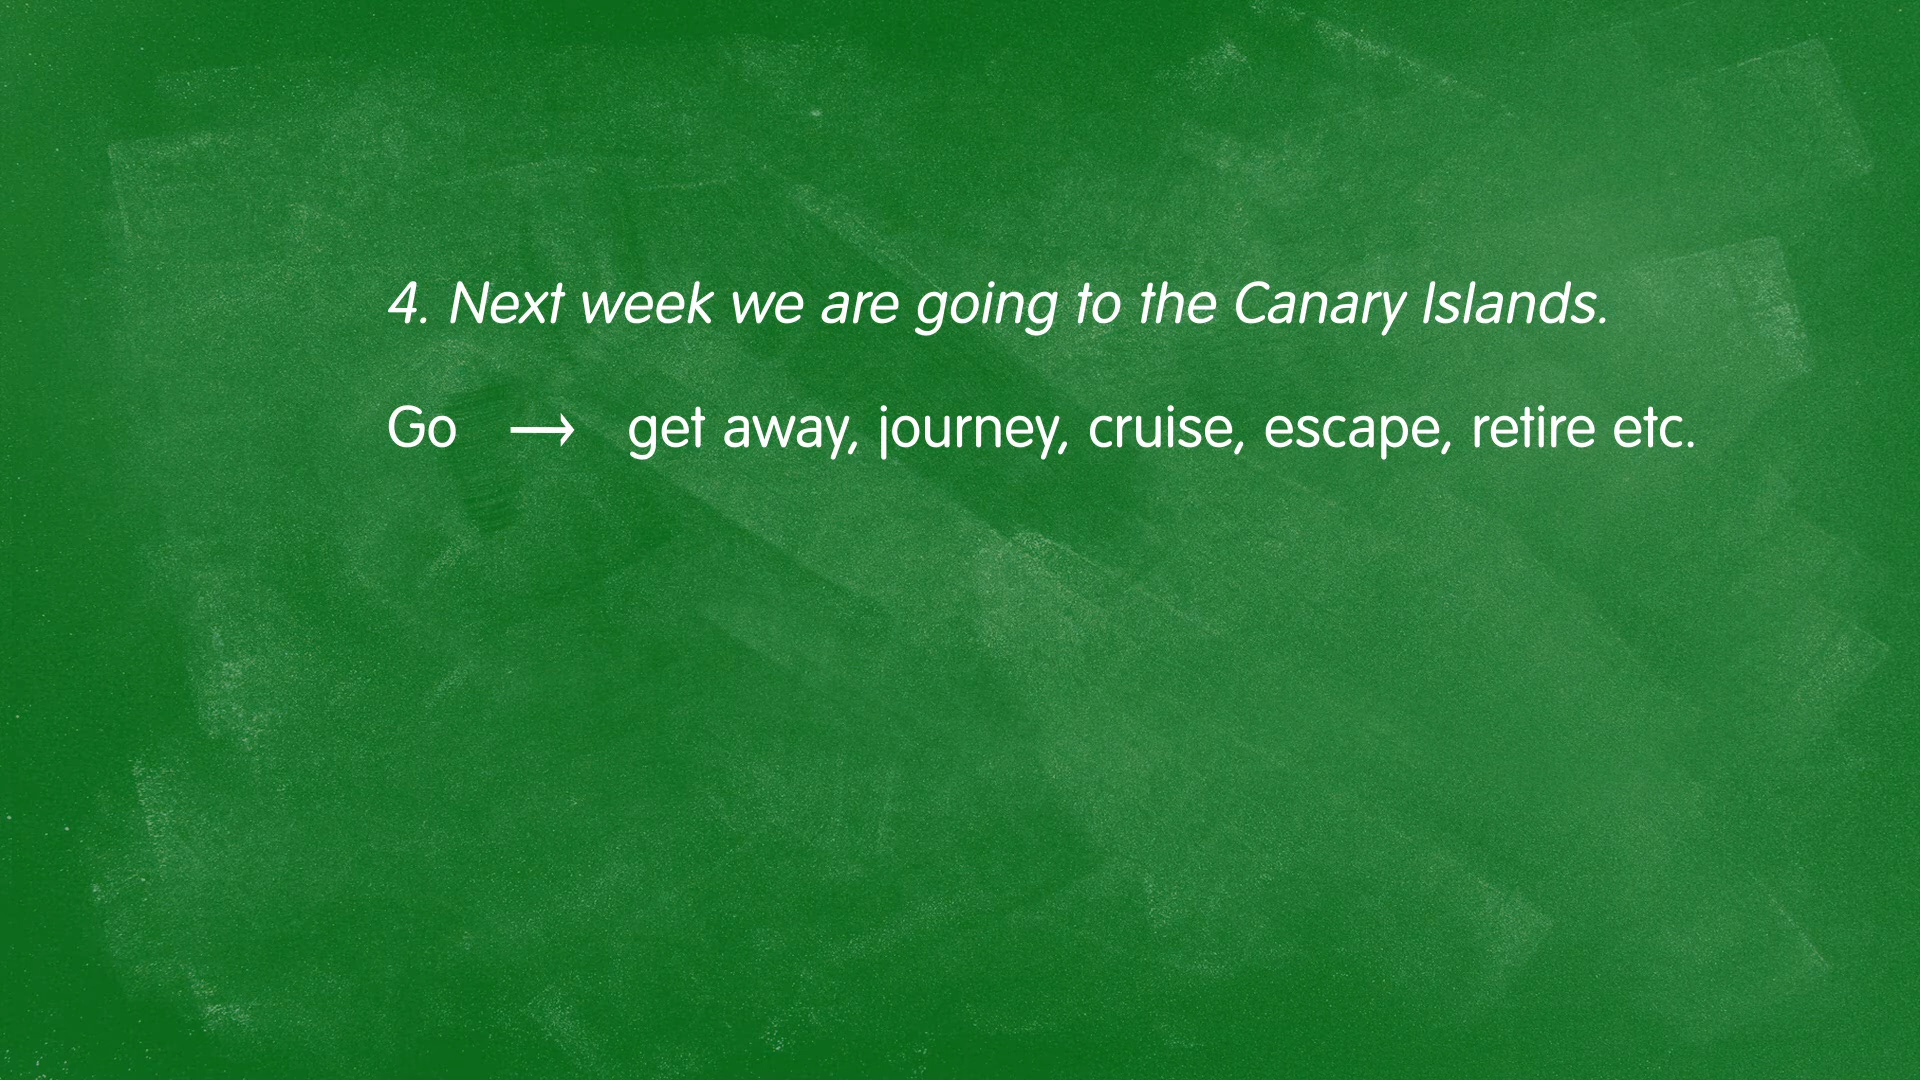 4. Next week we are going to the Canary Islands.
Go → get away, journey, cruise, escape, retire etc.